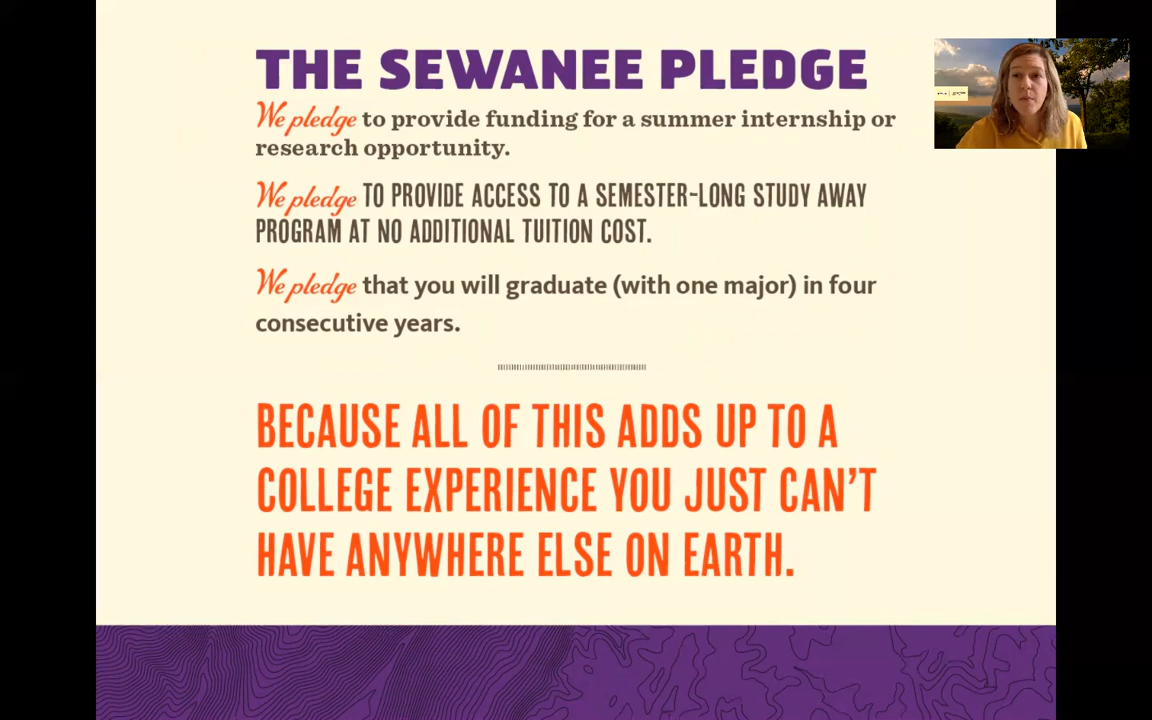 THE SEWANEE PLEDGE
We pledge to provide funding for a summer internship or
research opportunity.
We pledge TO PROVIDE ACCESS TO A SEMESTER-LONG STUDY AWAY
PROGRAM AT NO ADDITIONAL TUITION COST.
We pledge that you will graduate (with one major) in four
consecutive years.
BECAUSE ALL OF THIS ADDS UP TO A
COLLEGE EXPERIENCE YOU JUST CAN'T
HAVE ANYWHERE ELSE ON EARTH.